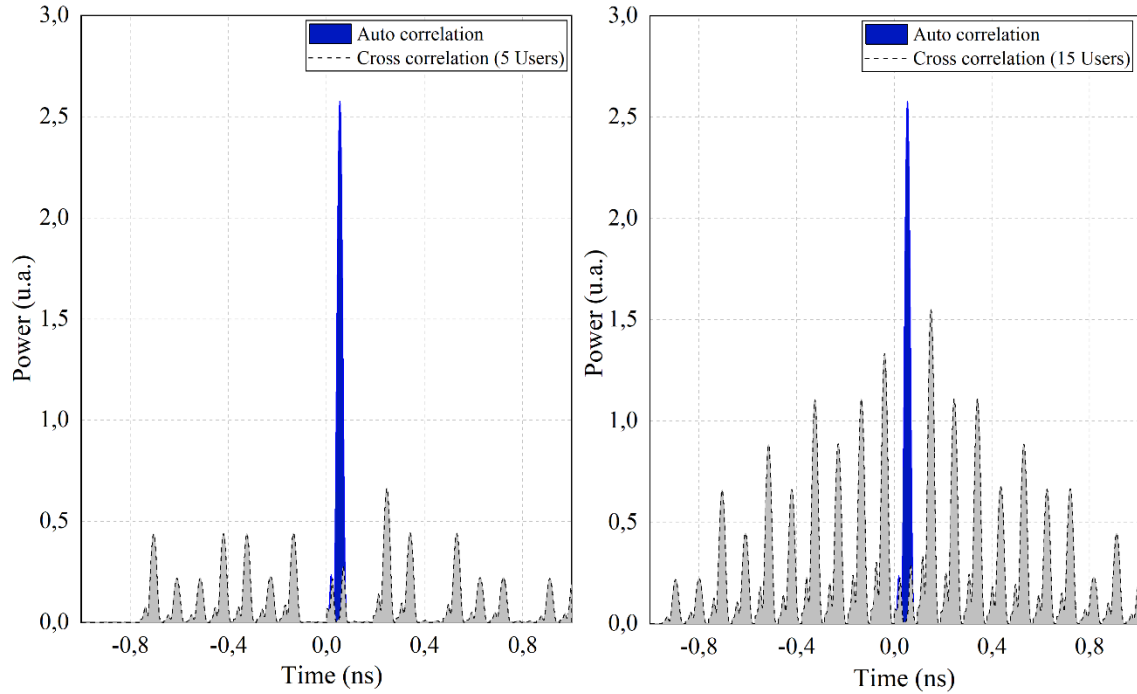 3,0
2,5
2,0
1,5
1,0
0,5
0,0
Power (u.a.)
Auto correlation
Cross correlation (5 Users)
-0,8 -0,4 0,0 0,4 0,8
Time (ns)
3,0
2,5
2,0
1,5
1,0
0,5
0,0
Power (u.a.)
Auto correlation
Cross correlation (15 Users)
-0,8 -0,4 0,0 0,4 0,8
Time (ns)